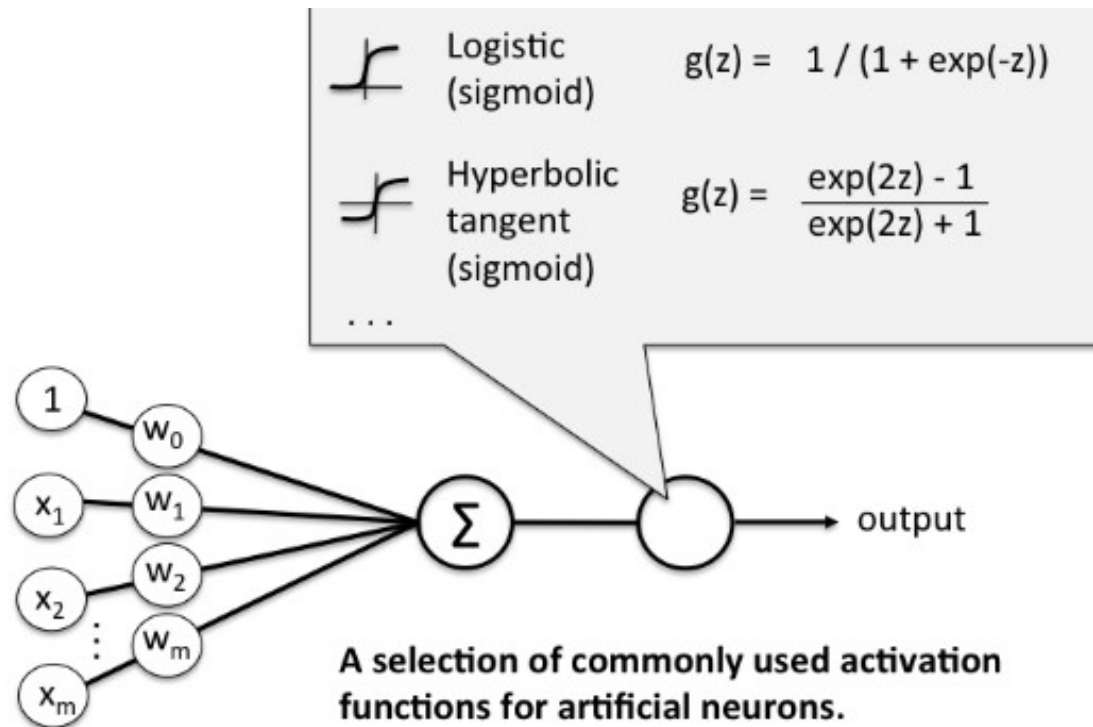 Logistic
(sigmoid)
g(z) = 1 / (1 + exp(-z))
Hyperbolic
tangent
(sigmoid)
g(z) = exp(2z) - 1
exp(2z) + 1
. . .
1
w₀
x₁
w₁
x₂
w₂
⋮
xₘ
wₘ
Σ
output
A selection of commonly used activation
functions for artificial neurons.